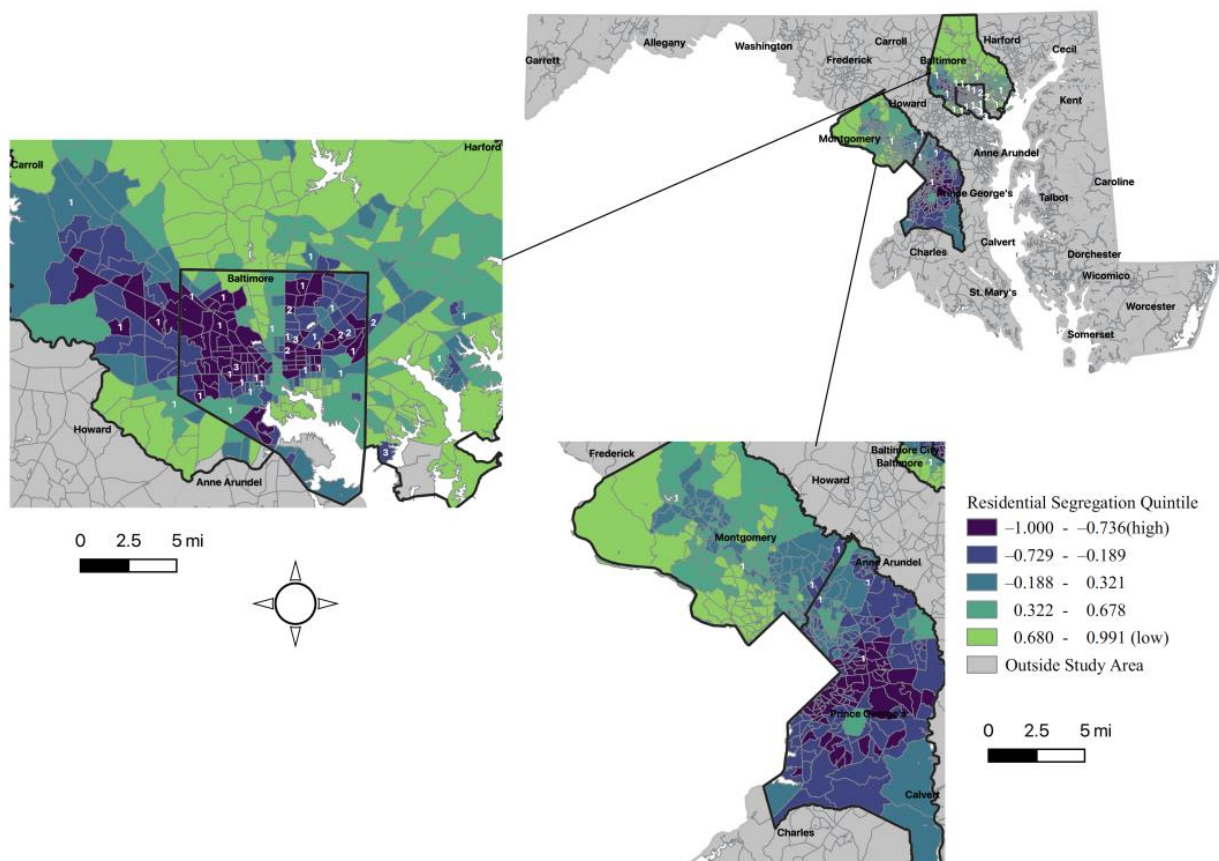 Garrett
Allegany
Washington
Frederick
Carroll
Harford
Cecil
Baltimore
Kent
Howard
Montgomery
Anne Arundel
Prince George's
Talbot
Caroline
Charles
Calvert
Dorchester
Wicomico
St. Mary's
Worcester
Somerset
Carroll
Harford
Baltimore
Howard
Anne Arundel
0 2.5 5 mi
Frederick
Howard
Baltimore City
Baltimore
Montgomery
Anne Arundel
Prince George's
Calvert
Charles
Residential Segregation Quintile
–1.000 - –0.736(high)
–0.729 - –0.189
–0.188 - 0.321
0.322 - 0.678
0.680 - 0.991 (low)
Outside Study Area
0 2.5 5 mi